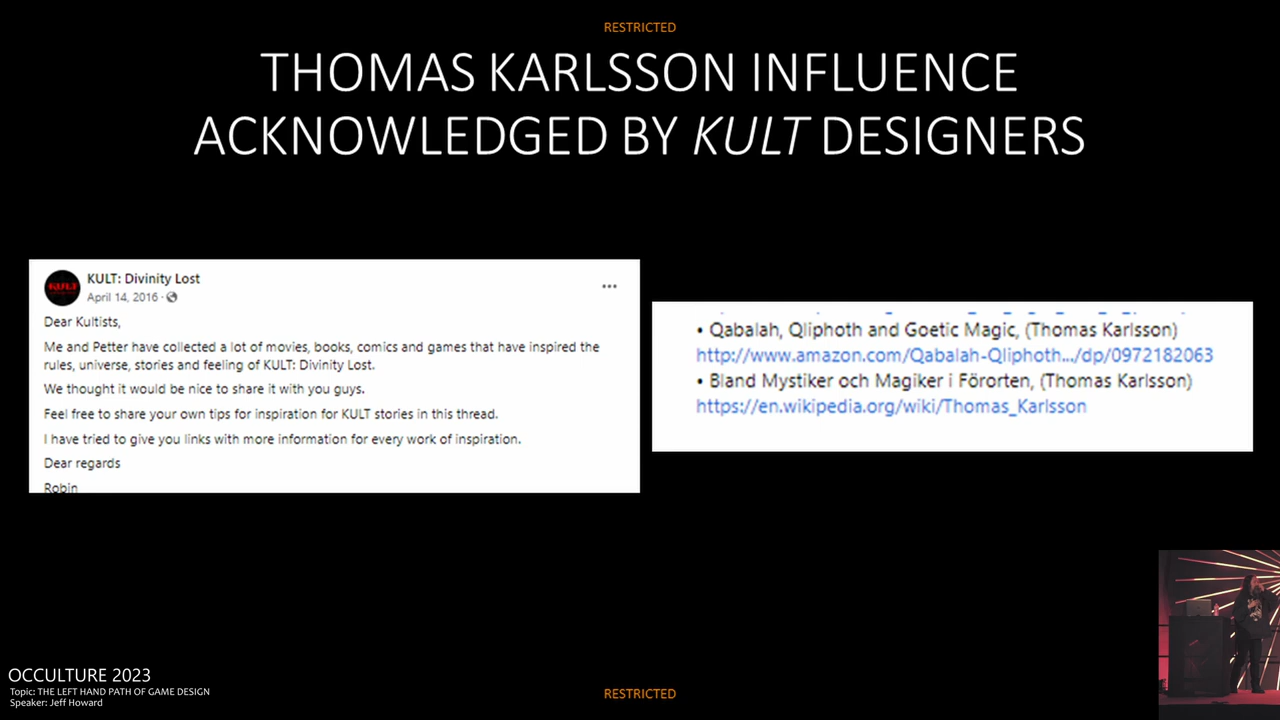 RESTRICTED
THOMAS KARLSSON INFLUENCE
ACKNOWLEDGED BY KULT DESIGNERS
KULT: Divinity Lost
April 14, 2016 ·
Dear Kultists,
Me and Petter have collected a lot of movies, books, comics and games that have inspired the
rules, universe, stories and feeling of KULT: Divinity Lost.
We thought it would be nice to share it with you guys.
Feel free to share your own tips for inspiration for KULT stories in this thread.
I have tried to give you links with more information for every work of inspiration.
Dear regards
Robin
• Qabalah, Qliphoth and Goetic Magic, (Thomas Karlsson)
http://www.amazon.com/Qabalah-Qliphoth.../dp/0972182063
• Bland Mystiker och Magiker i Förorten, (Thomas Karlsson)
https://en.wikipedia.org/wiki/Thomas_Karlsson
OCCULTURE 2023
Topic: THE LEFT HAND PATH OF GAME DESIGN
Speaker: Jeff Howard
RESTRICTED